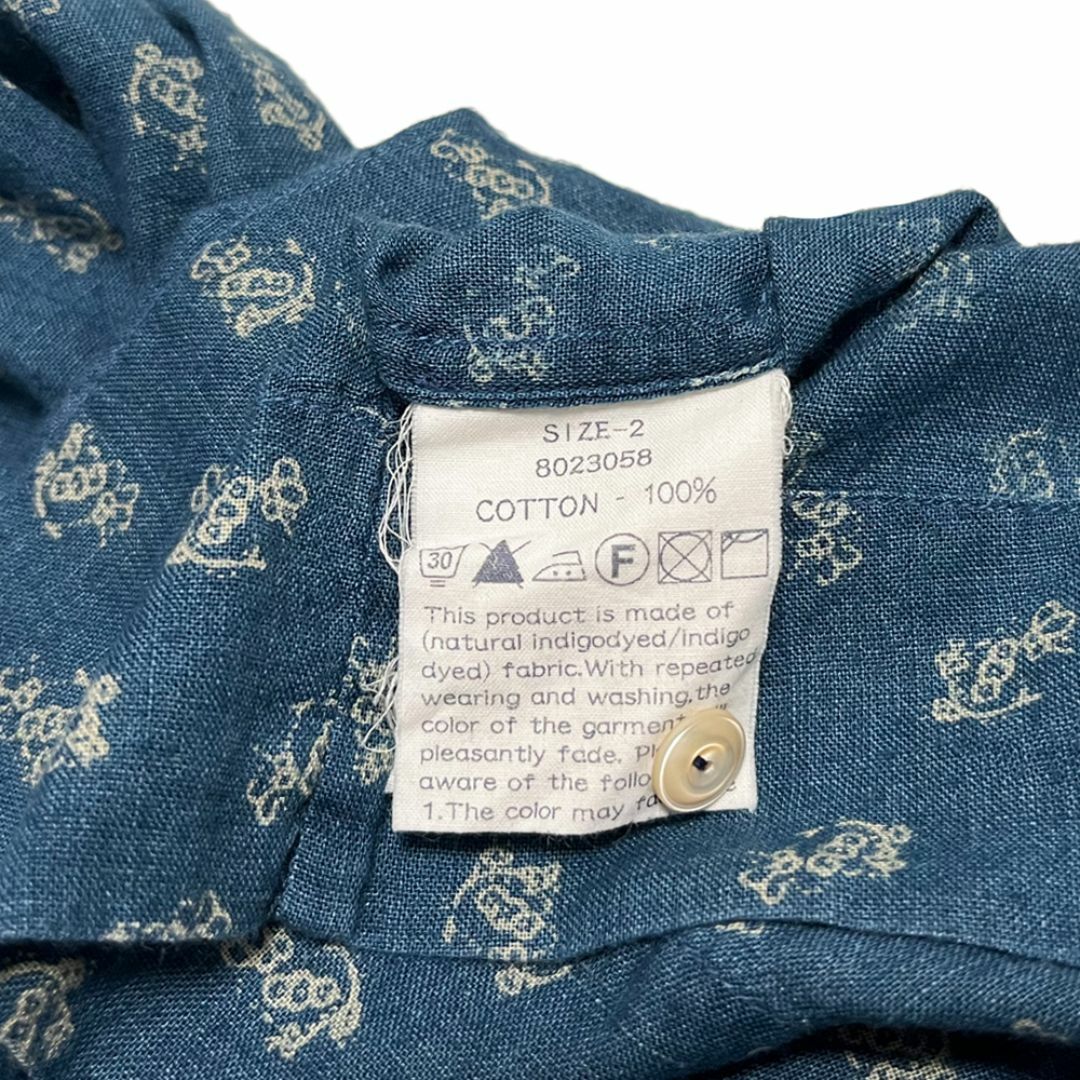 SIZE-2
8023058
COTTON - 100%
30 F
This product is made of
(natural indigodyed/indigo
dyed) fabric.With repeated
wearing and washing,the
color of the garment
pleasantly fade.
aware of the
1.The color may